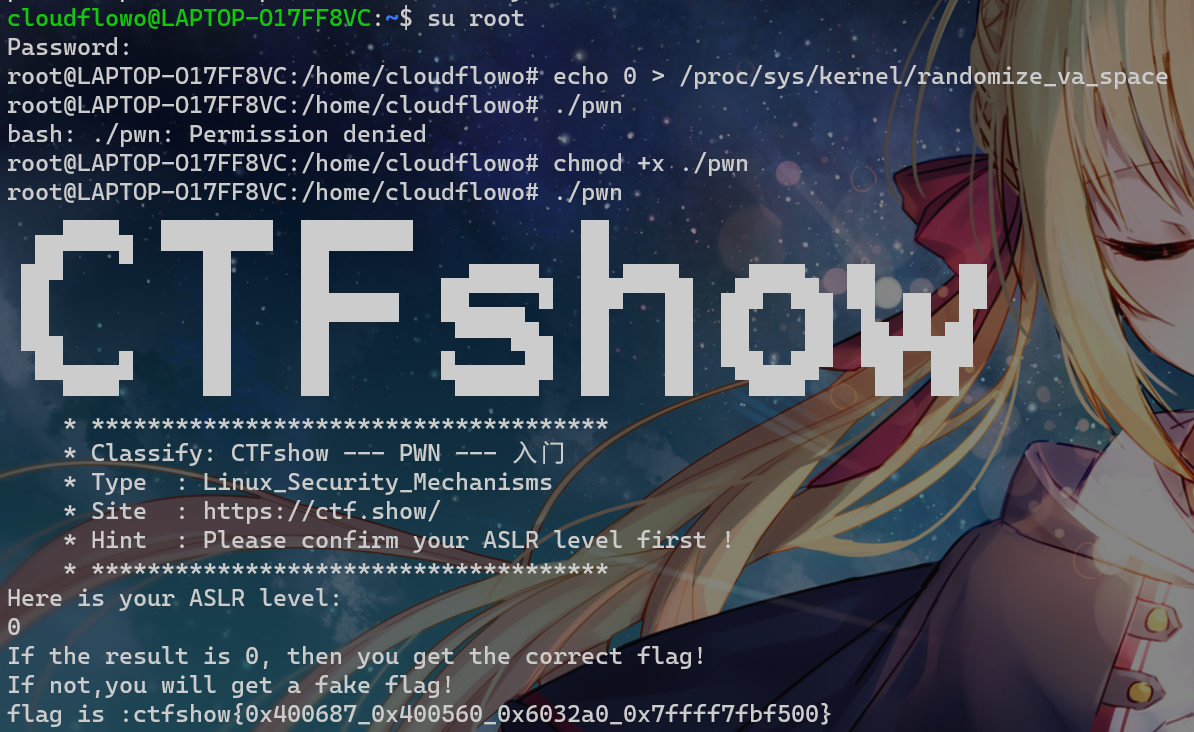 cloudflowo@LAPTOP-O17FF8VC:~$ su root
Password:
root@LAPTOP-O17FF8VC:/home/cloudflowo# echo 0 > /proc/sys/kernel/randomize_va_space
root@LAPTOP-O17FF8VC:/home/cloudflowo# ./pwn
bash: ./pwn: Permission denied
root@LAPTOP-O17FF8VC:/home/cloudflowo# chmod +x ./pwn
root@LAPTOP-O17FF8VC:/home/cloudflowo# ./pwn
CTFshow
* *************************************
* Classify: CTFshow --- PWN --- 入门
* Type  : Linux_Security_Mechanisms
* Site  : https://ctf.show/
* Hint  : Please confirm your ASLR level first !
* *************************************
Here is your ASLR level:
0
If the result is 0, then you get the correct flag!
If not,you will get a fake flag!
flag is :ctfshow{0x400687_0x400560_0x6032a0_0x7ffff7fbf500}